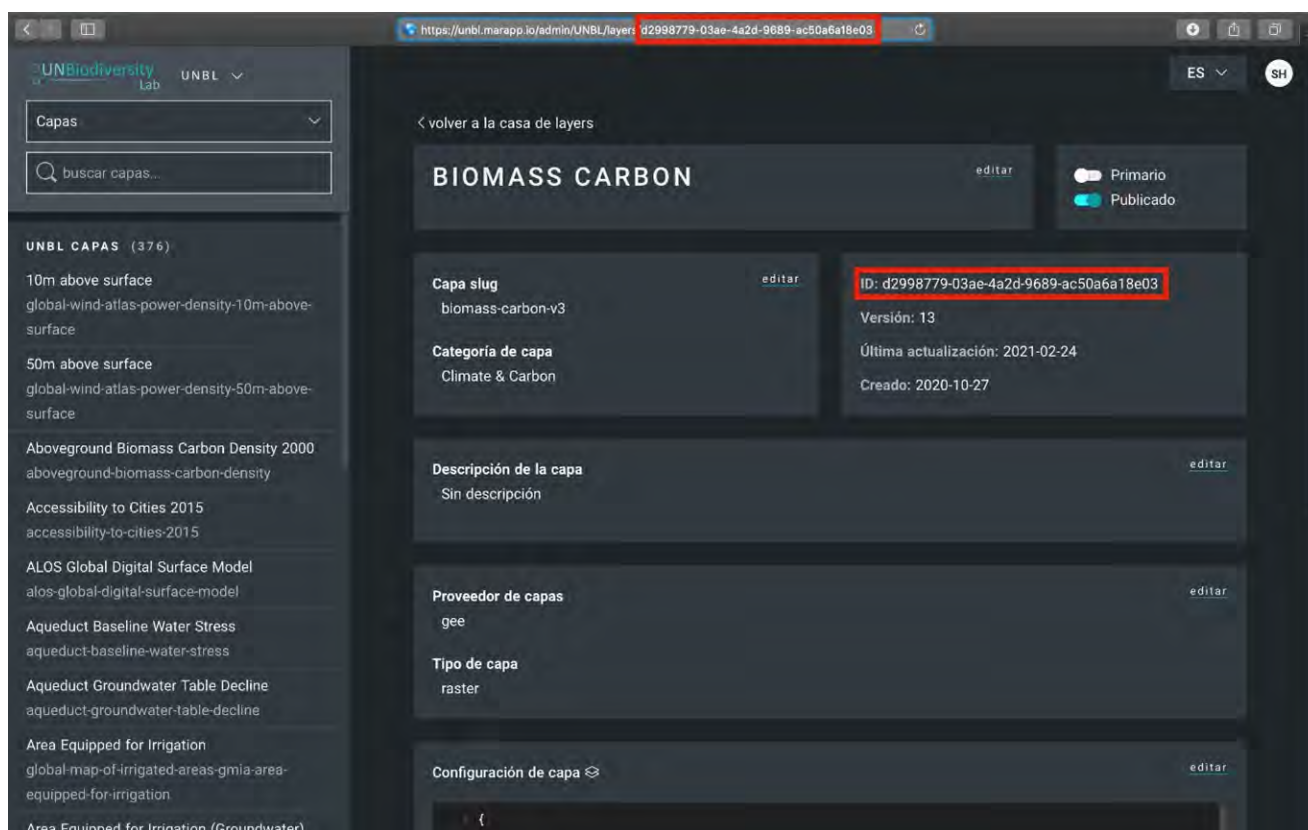 https://unbl.marapp.io/admin/UNBL/layers/d2998779-03ae-4a2d-9689-ac50a6a18e03
UNBiodiversity
Lab
UNBL
ES
SH
Capas
buscar capas...
UNBL CAPAS (376)
10m above surface
global-wind-atlas-power-density-10m-above-
surface
50m above surface
global-wind-atlas-power-density-50m-above-
surface
Aboveground Biomass Carbon Density 2000
aboveground-biomass-carbon-density
Accessibility to Cities 2015
accessibility-to-cities-2015
ALOS Global Digital Surface Model
alos-global-digital-surface-model
Aqueduct Baseline Water Stress
aqueduct-baseline-water-stress
Aqueduct Groundwater Table Decline
aqueduct-groundwater-table-decline
Area Equipped for Irrigation
global-map-of-irrigated-areas-gmia-area-
equipped-for-irrigation
Area Equipped for Irrigation (Groundwater)
< volver a la casa de layers
BIOMASS CARBON
editar
Primario
Publicado
Capa slug
editar
biomass-carbon-v3
Categoría de capa
Climate & Carbon
ID: d2998779-03ae-4a2d-9689-ac50a6a18e03
Versión: 13
Última actualización: 2021-02-24
Creado: 2020-10-27
Descripción de la capa
editar
Sin descripción
Proveedor de capas
editar
gee
Tipo de capa
raster
Configuración de capa
editar
{